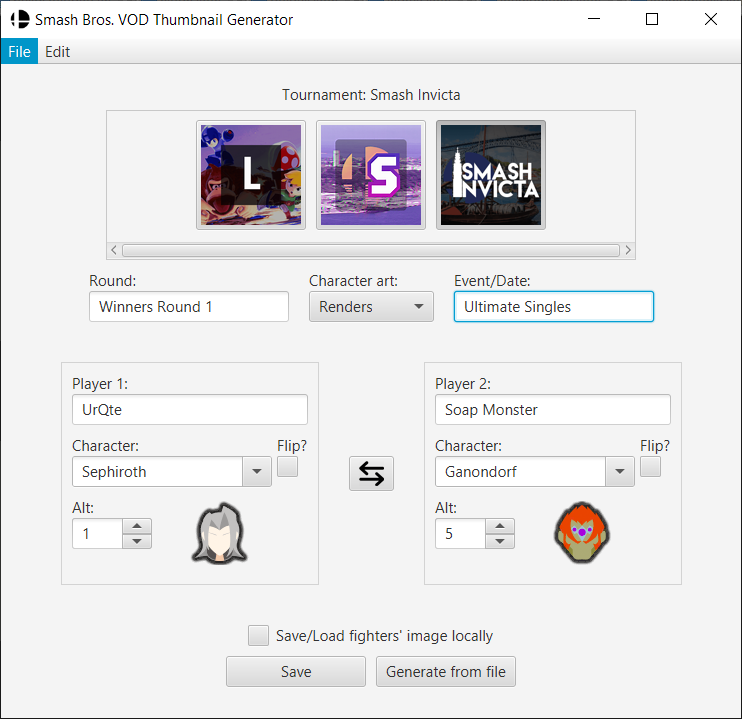 Smash Bros. VOD Thumbnail Generator
File Edit
Tournament: Smash Invicta
L
S
SMASH
INVICTA
Round: Character art: Event/Date:
Winners Round 1 Renders Ultimate Singles
Player 1: Player 2:
UrQte Soap Monster
Character: Flip? Character: Flip?
Sephiroth Ganondorf
Alt: Alt:
1 5
Save/Load fighters' image locally
Save Generate from file